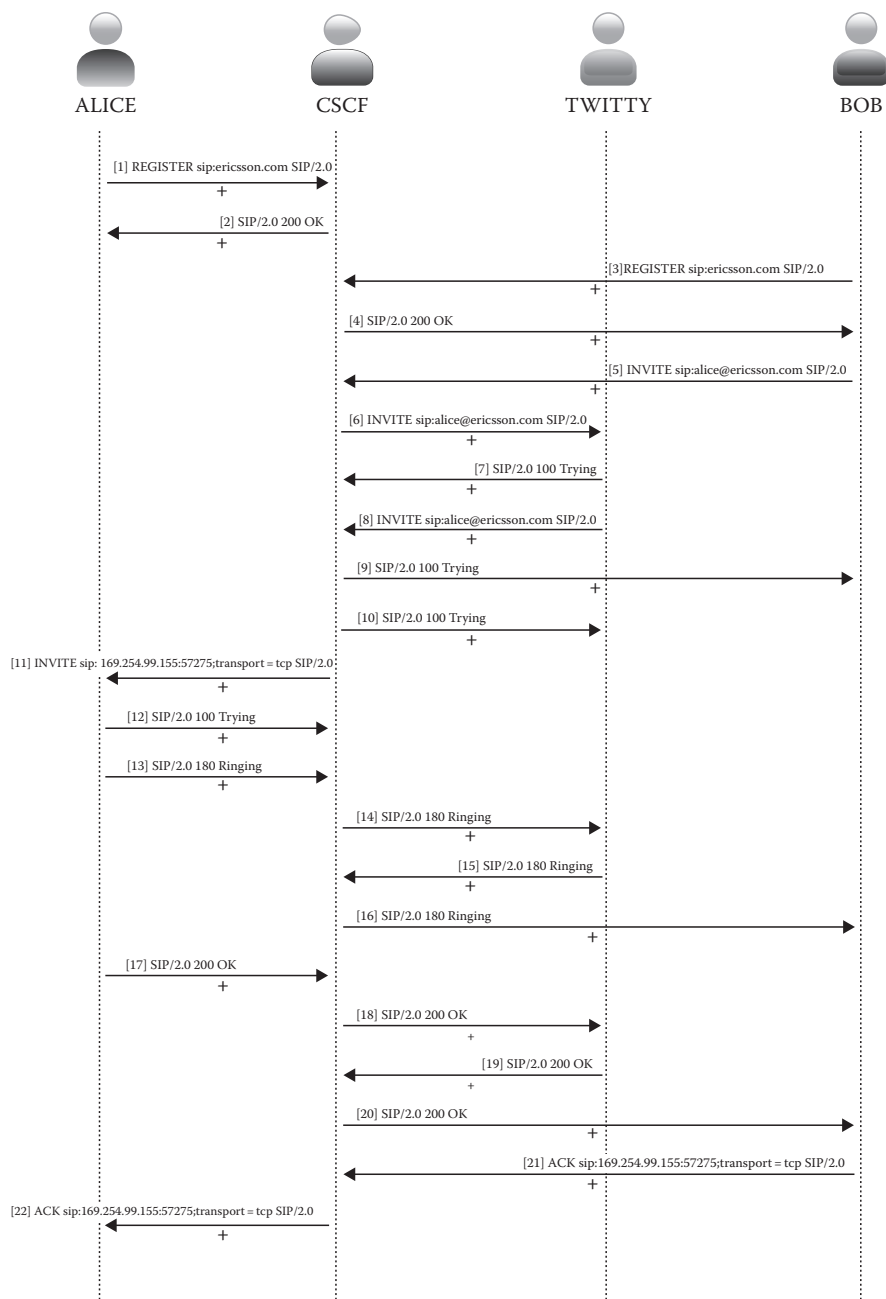 ALICE
CSCF
TWITTY
BOB
[1] REGISTER sip:ericsson.com SIP/2.0
+
[2] SIP/2.0 200 OK
+
[3]REGISTER sip:ericsson.com SIP/2.0
+
[4] SIP/2.0 200 OK
+
[5] INVITE sip:alice@ericsson.com SIP/2.0
+
[6] INVITE sip:alice@ericsson.com SIP/2.0
+
[7] SIP/2.0 100 Trying
+
[8] INVITE sip:alice@ericsson.com SIP/2.0
+
[9] SIP/2.0 100 Trying
+
[10] SIP/2.0 100 Trying
+
[11] INVITE sip: 169.254.99.155:57275;transport = tcp SIP/2.0
+
[12] SIP/2.0 100 Trying
+
[13] SIP/2.0 180 Ringing
+
[14] SIP/2.0 180 Ringing
+
[15] SIP/2.0 180 Ringing
+
[16] SIP/2.0 180 Ringing
+
[17] SIP/2.0 200 OK
+
[18] SIP/2.0 200 OK
+
[19] SIP/2.0 200 OK
+
[20] SIP/2.0 200 OK
+
[21] ACK sip:169.254.99.155:57275;transport = tcp SIP/2.0
+
[22] ACK sip:169.254.99.155:57275;transport = tcp SIP/2.0
+